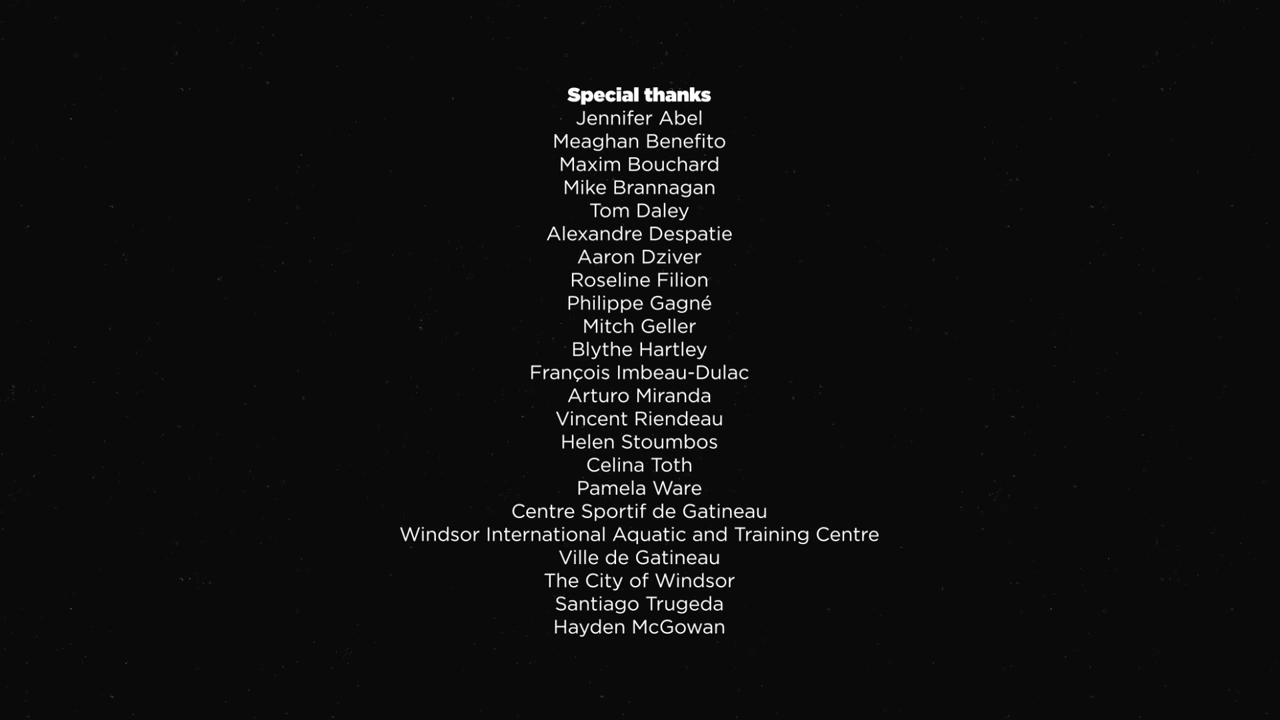 Special thanks
Jennifer Abel
Meaghan Benefito
Maxim Bouchard
Mike Brannagan
Tom Daley
Alexandre Despatie
Aaron Dziver
Roseline Filion
Philippe Gagné
Mitch Geller
Blythe Hartley
François Imbeau-Dulac
Arturo Miranda
Vincent Riendeau
Helen Stoumbos
Celina Toth
Pamela Ware
Centre Sportif de Gatineau
Windsor International Aquatic and Training Centre
Ville de Gatineau
The City of Windsor
Santiago Trugeda
Hayden McGowan